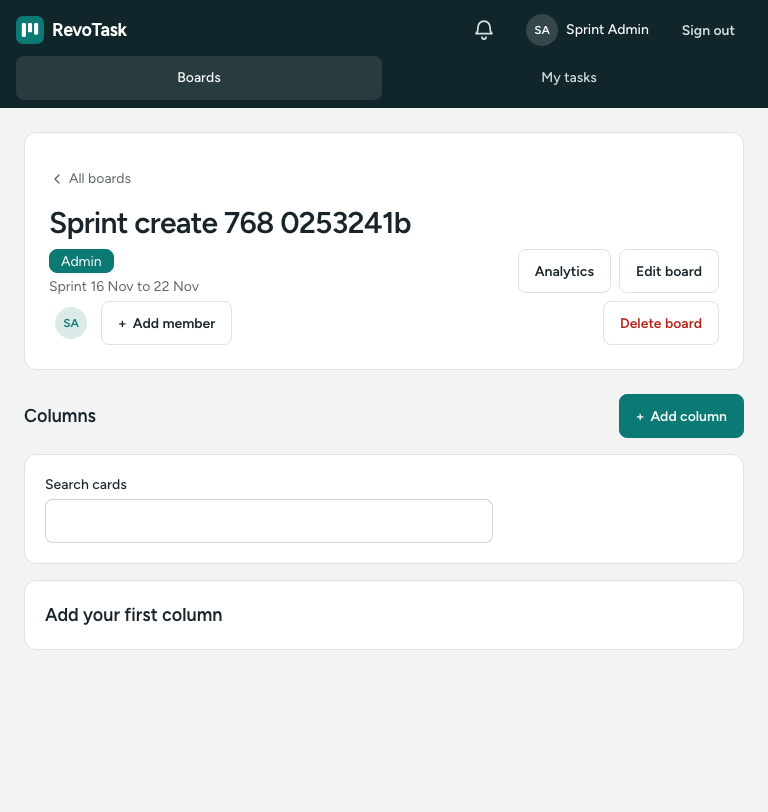 RevoTask
SA Sprint Admin
Sign out
Boards
My tasks
All boards
Sprint create 768 0253241b
Admin
Sprint 16 Nov to 22 Nov
Analytics
Edit board
SA
+ Add member
Delete board
Columns
+ Add column
Search cards
Add your first column